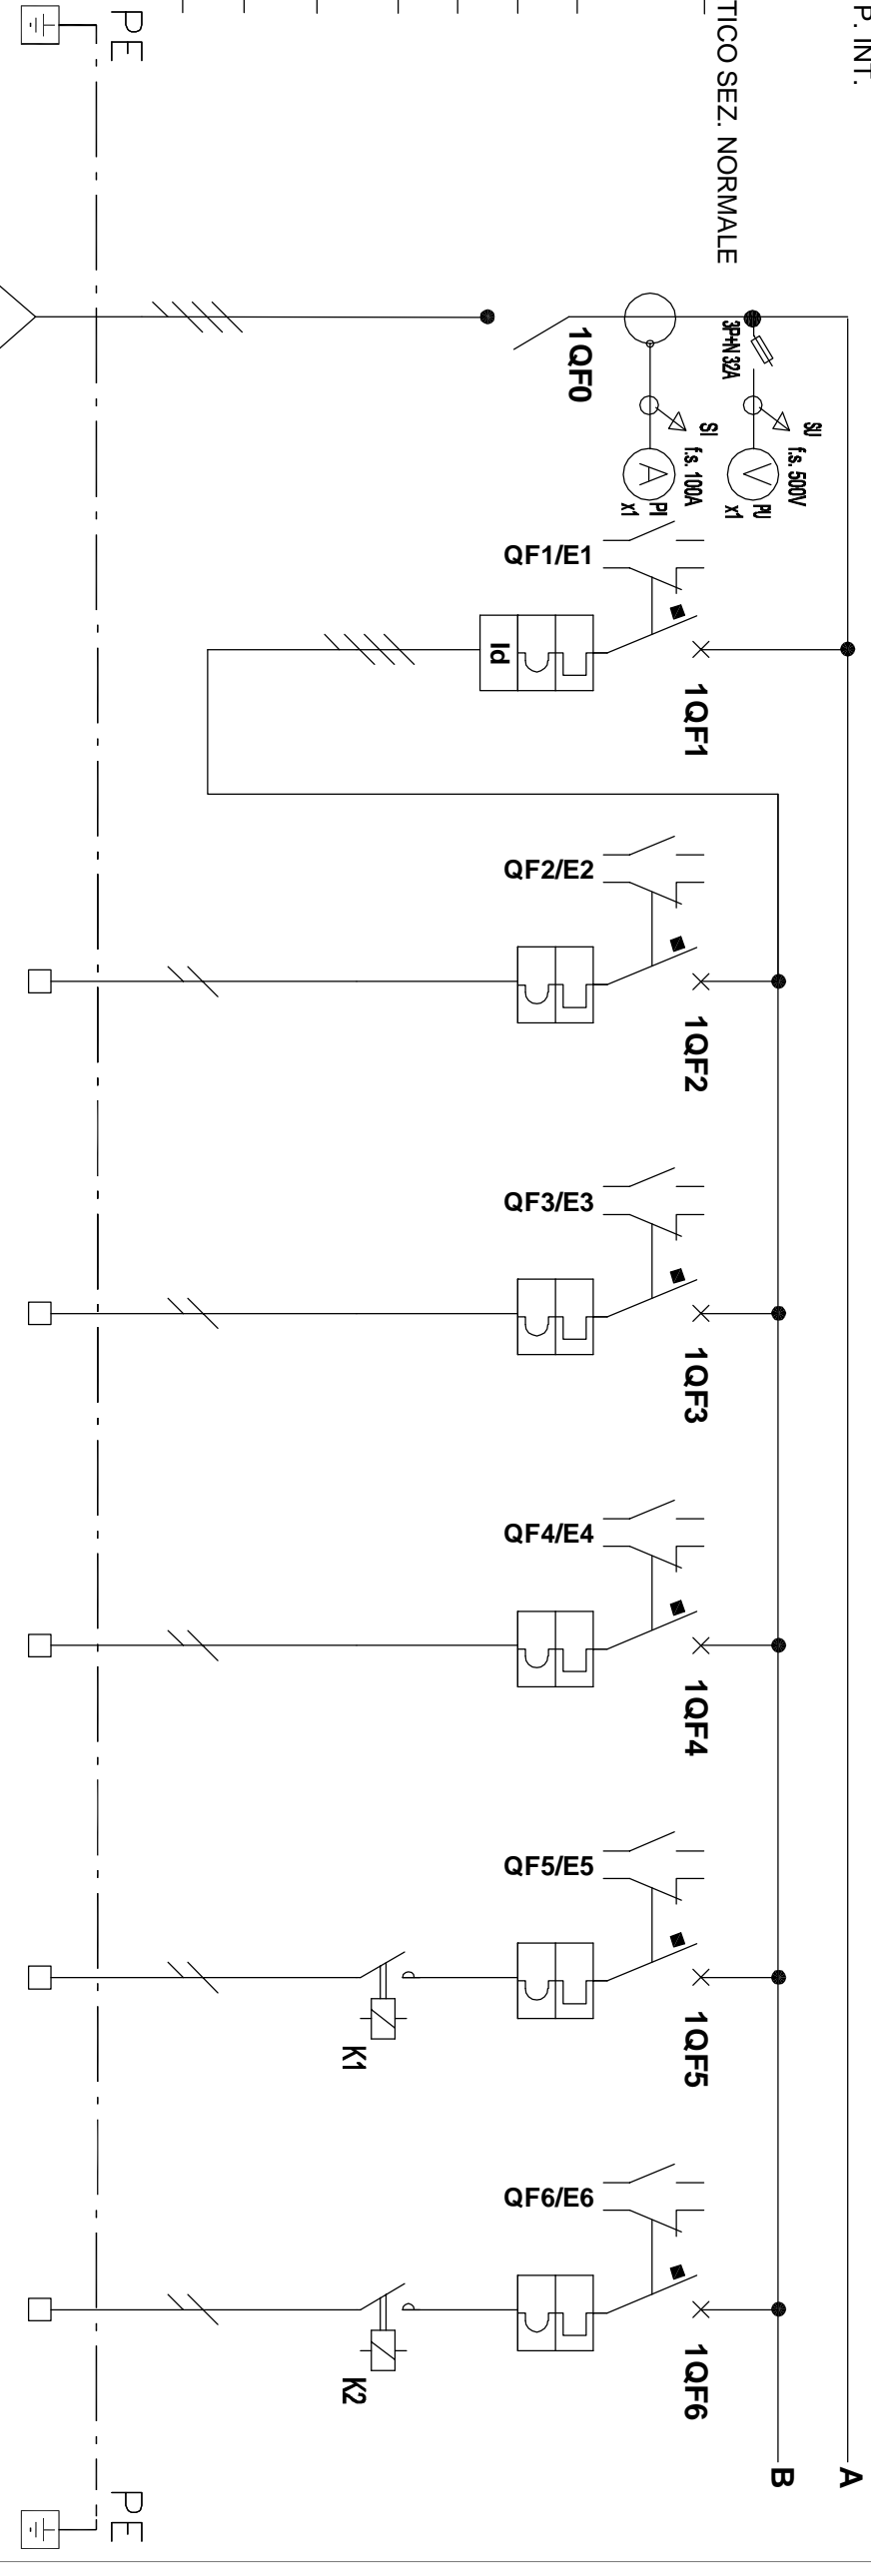 P. INT.
TICO SEZ. NORMALE
A
B
3P+N 32A
SU
f.s. 500V
V
PU
x1
SI
f.s. 100A
A
PI
x1
1QF0
1QF1
1QF2
1QF3
1QF4
1QF5
1QF6
QF1/E1
QF2/E2
QF3/E3
QF4/E4
QF5/E5
QF6/E6
Id
K1
K2
PE
PE